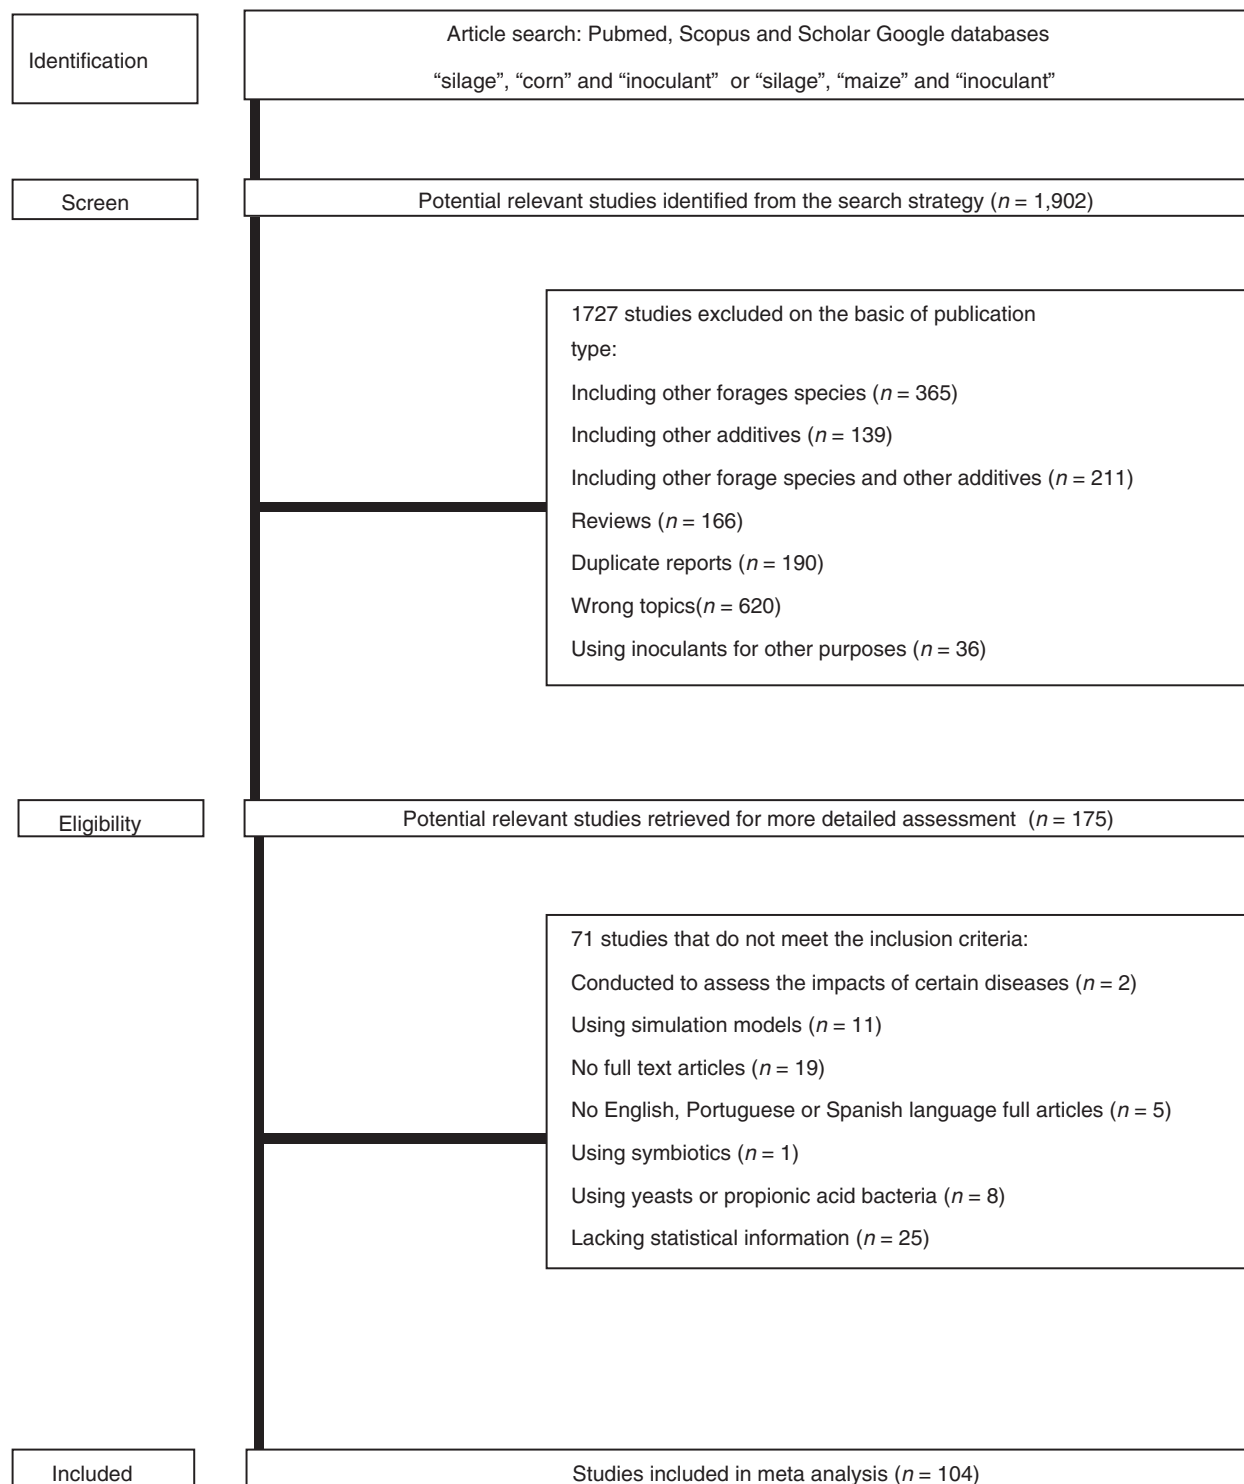 Identification
Article search: Pubmed, Scopus and Scholar Google databases
“silage”, “corn” and “inoculant” or “silage”, “maize” and “inoculant”
Screen
Potential relevant studies identified from the search strategy (n = 1,902)
1727 studies excluded on the basic of publication
type:
Including other forages species (n = 365)
Including other additives (n = 139)
Including other forage species and other additives (n = 211)
Reviews (n = 166)
Duplicate reports (n = 190)
Wrong topics(n = 620)
Using inoculants for other purposes (n = 36)
Eligibility
Potential relevant studies retrieved for more detailed assessment (n = 175)
71 studies that do not meet the inclusion criteria:
Conducted to assess the impacts of certain diseases (n = 2)
Using simulation models (n = 11)
No full text articles (n = 19)
No English, Portuguese or Spanish language full articles (n = 5)
Using symbiotics (n = 1)
Using yeasts or propionic acid bacteria (n = 8)
Lacking statistical information (n = 25)
Included
Studies included in meta analysis (n = 104)